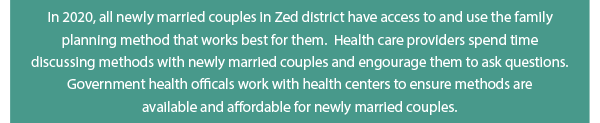 In 2020, all newly married couples in Zed district have access to and use the family
planning method that works best for them.  Health care providers spend time
discussing methods with newly married couples and engourage them to ask questions.
Government health officals work with health centers to ensure methods are
available and affordable for newly married couples.